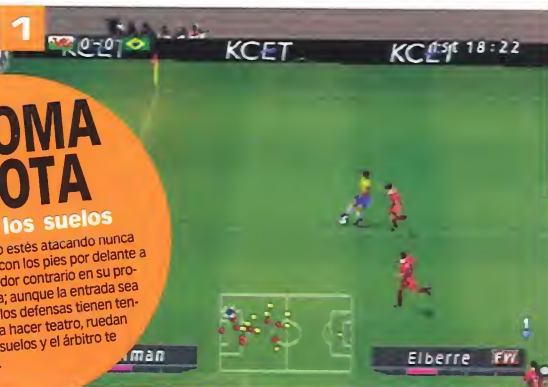 1
0-0
KCET
KCET
KCET
1st 18:22
OMA
OTA
los suelos
estés atacando nunca
con los pies por delante a
dor contrario en su pro-
a; aunque la entrada sea
los defensas tienen ten-
a hacer teatro, ruedan
suelos y el árbitro te
man
Elberre FW